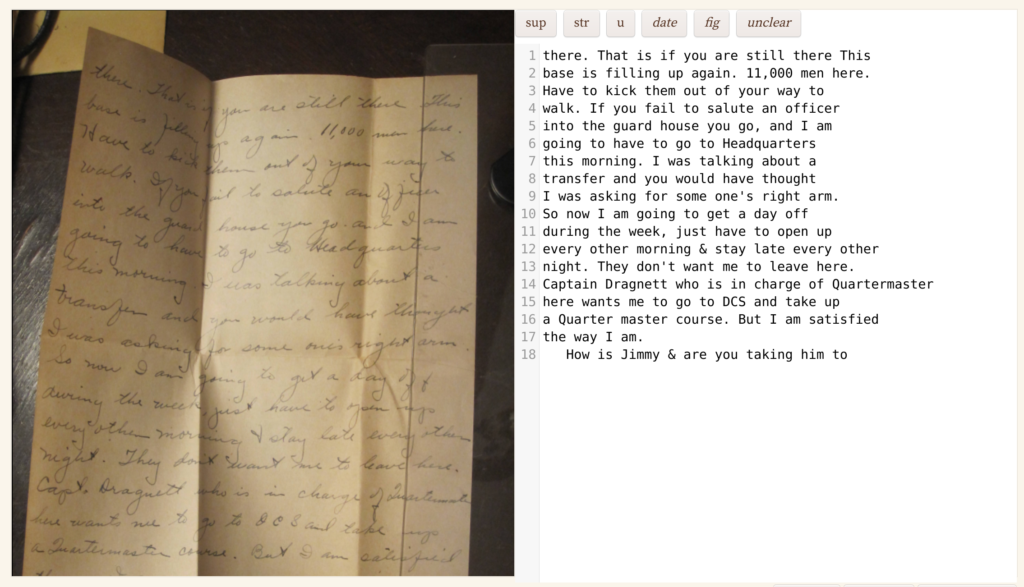 sup str u date fig unclear
there. That is if you are still there This
base is filling up again. 11,000 men here.
Have to kick them out of your way to
walk. If you fail to salute an officer
into the guard house you go. and I am
going to have to go to Headquarters
this morning. I was talking about a
transfer and you would have thought
I was asking for some ones right arm.
So now I am going to get a day off
during the week, just have to open up
every other morning & stay late every other
night. They don't want me to leave here.
Capt. Dragnett who is in charge of Quartermaster
here wants me to go to OCS and take up
a Quartermaster course. But I am satisfied
1 there. That is if you are still there This
2 base is filling up again. 11,000 men here.
3 Have to kick them out of your way to
4 walk. If you fail to salute an officer
5 into the guard house you go, and I am
6 going to have to go to Headquarters
7 this morning. I was talking about a
8 transfer and you would have thought
9 I was asking for some one's right arm.
10 So now I am going to get a day off
11 during the week, just have to open up
12 every other morning & stay late every other
13 night. They don't want me to leave here.
14 Captain Dragnett who is in charge of Quartermaster
15 here wants me to go to DCS and take up
16 a Quarter master course. But I am satisfied
17 the way I am.
18 How is Jimmy & are you taking him to